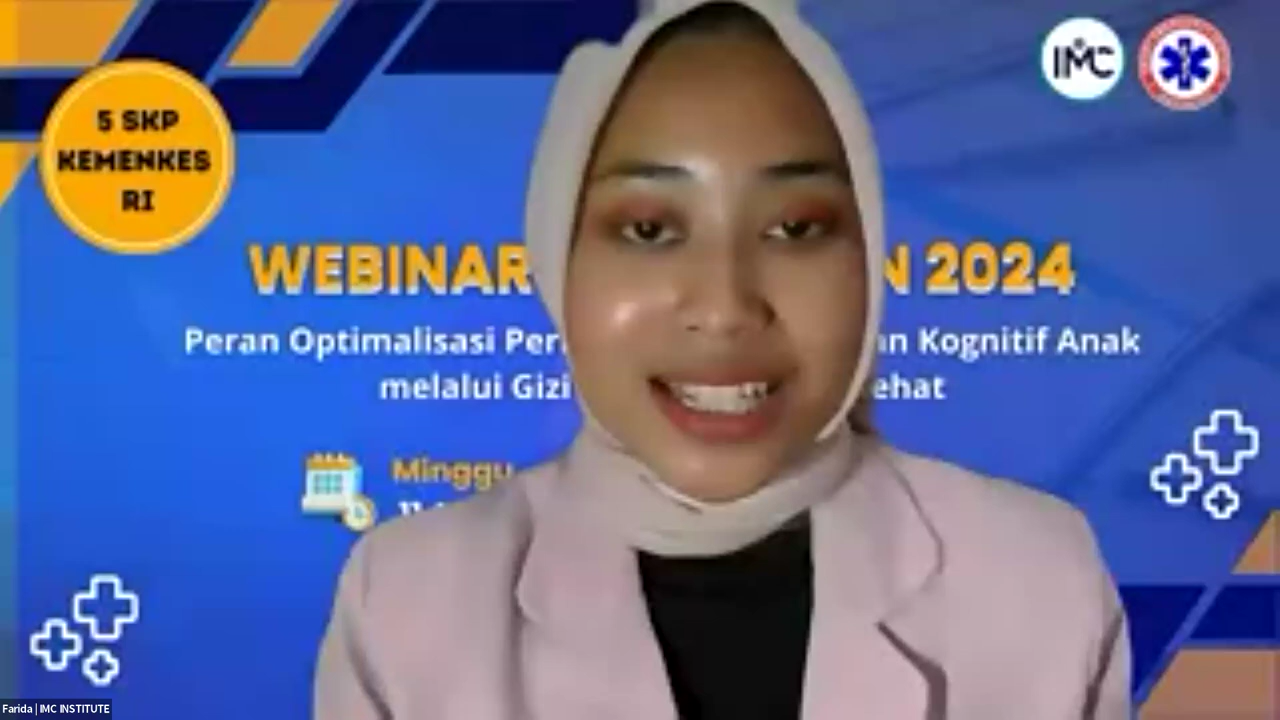 5 SKP
KEMENKES
RI
IMC
WEBINAR N 2024
Peran Optimalisasi Per an Kognitif Anak
melalui Gizi ehat
Minggu
Farida | IMC INSTITUTE